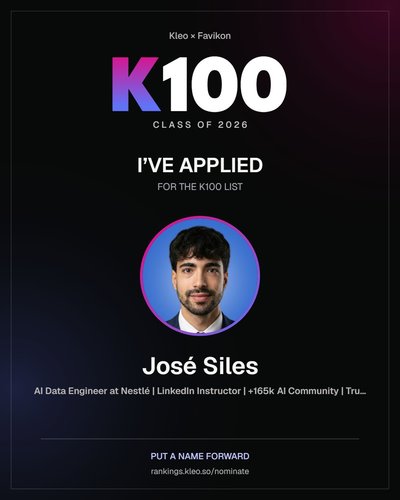 Kleo × Favikon
K100
CLASS OF 2026
I'VE APPLIED
FOR THE K100 LIST
José Siles
AI Data Engineer at Nestlé | LinkedIn Instructor | +165k AI Community | Tru...
PUT A NAME FORWARD
rankings.kleo.so/nominate